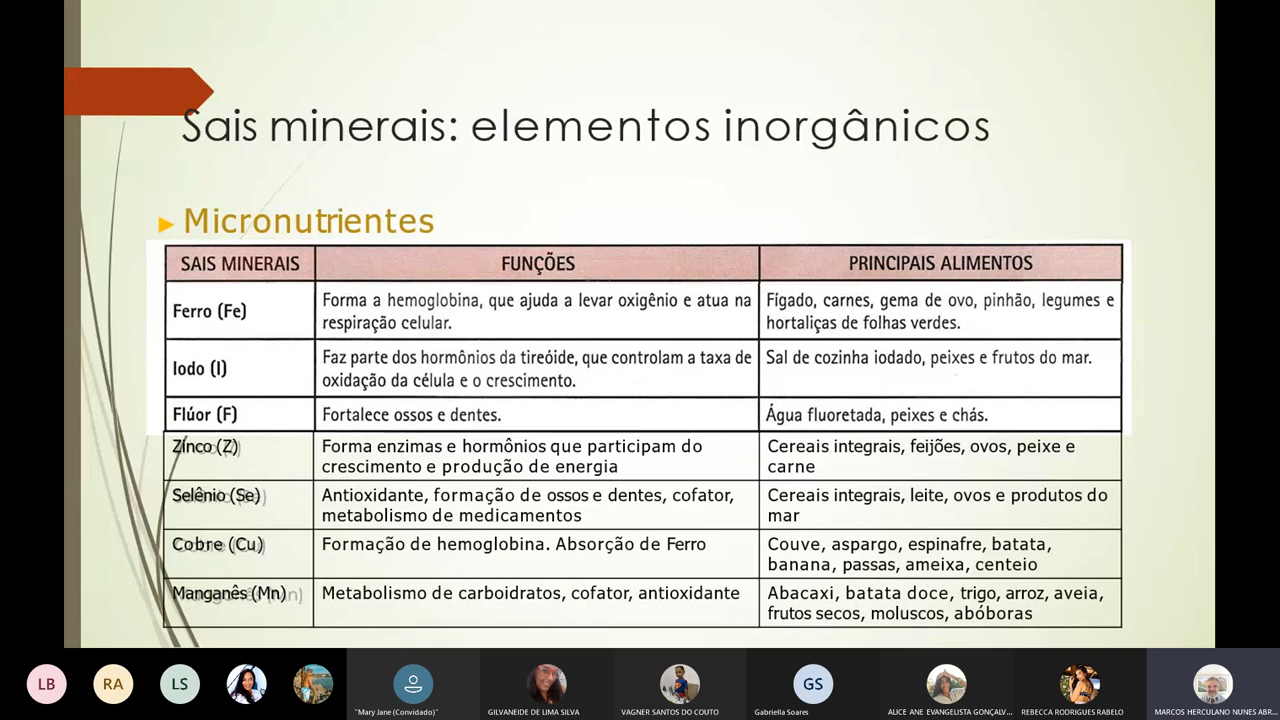 Sais minerais: elementos inorgânicos
Micronutrientes
SAIS MINERAIS FUNÇÕES PRINCIPAIS ALIMENTOS
Ferro (Fe)
Forma a hemoglobina, que ajuda a levar oxigênio e atua na
respiração celular.
Fígado, carnes, gema de ovo, pinhão, legumes e
hortaliças de folhas verdes.
Iodo (I)
Faz parte dos hormônios da tireóide, que controlam a taxa de
oxidação da célula e o crescimento.
Sal de cozinha iodado, peixes e frutos do mar.
Flúor (F)
Fortalece ossos e dentes.
Água fluoretada, peixes e chás.
Zinco (Z)
Forma enzimas e hormônios que participam do
crescimento e produção de energia
Cereais integrais, feijões, ovos, peixe e
carne
Selênio (Se)
Antioxidante, formação de ossos e dentes, cofator,
metabolismo de medicamentos
Cereais integrais, leite, ovos e produtos do
mar
Cobre (Cu)
Formação de hemoglobina. Absorção de Ferro
Couve, aspargo, espinafre, batata,
banana, passas, ameixa, centeio
Manganês (Mn)
Metabolismo de carboidratos, cofator, antioxidante
Abacaxi, batata doce, trigo, arroz, aveia,
frutos secos, moluscos, abóboras
LB RA LS GS
"Mary Jane (Convidado)" GILVANEIDE DE LIMA SILVA VAGNER SANTOS DO COUTO Gabriella Soares ALICE ANE EVANGELISTA GONÇALV... REBECCA RODRIGUES RABELO MARCOS HERCULANO NUNES ABR...